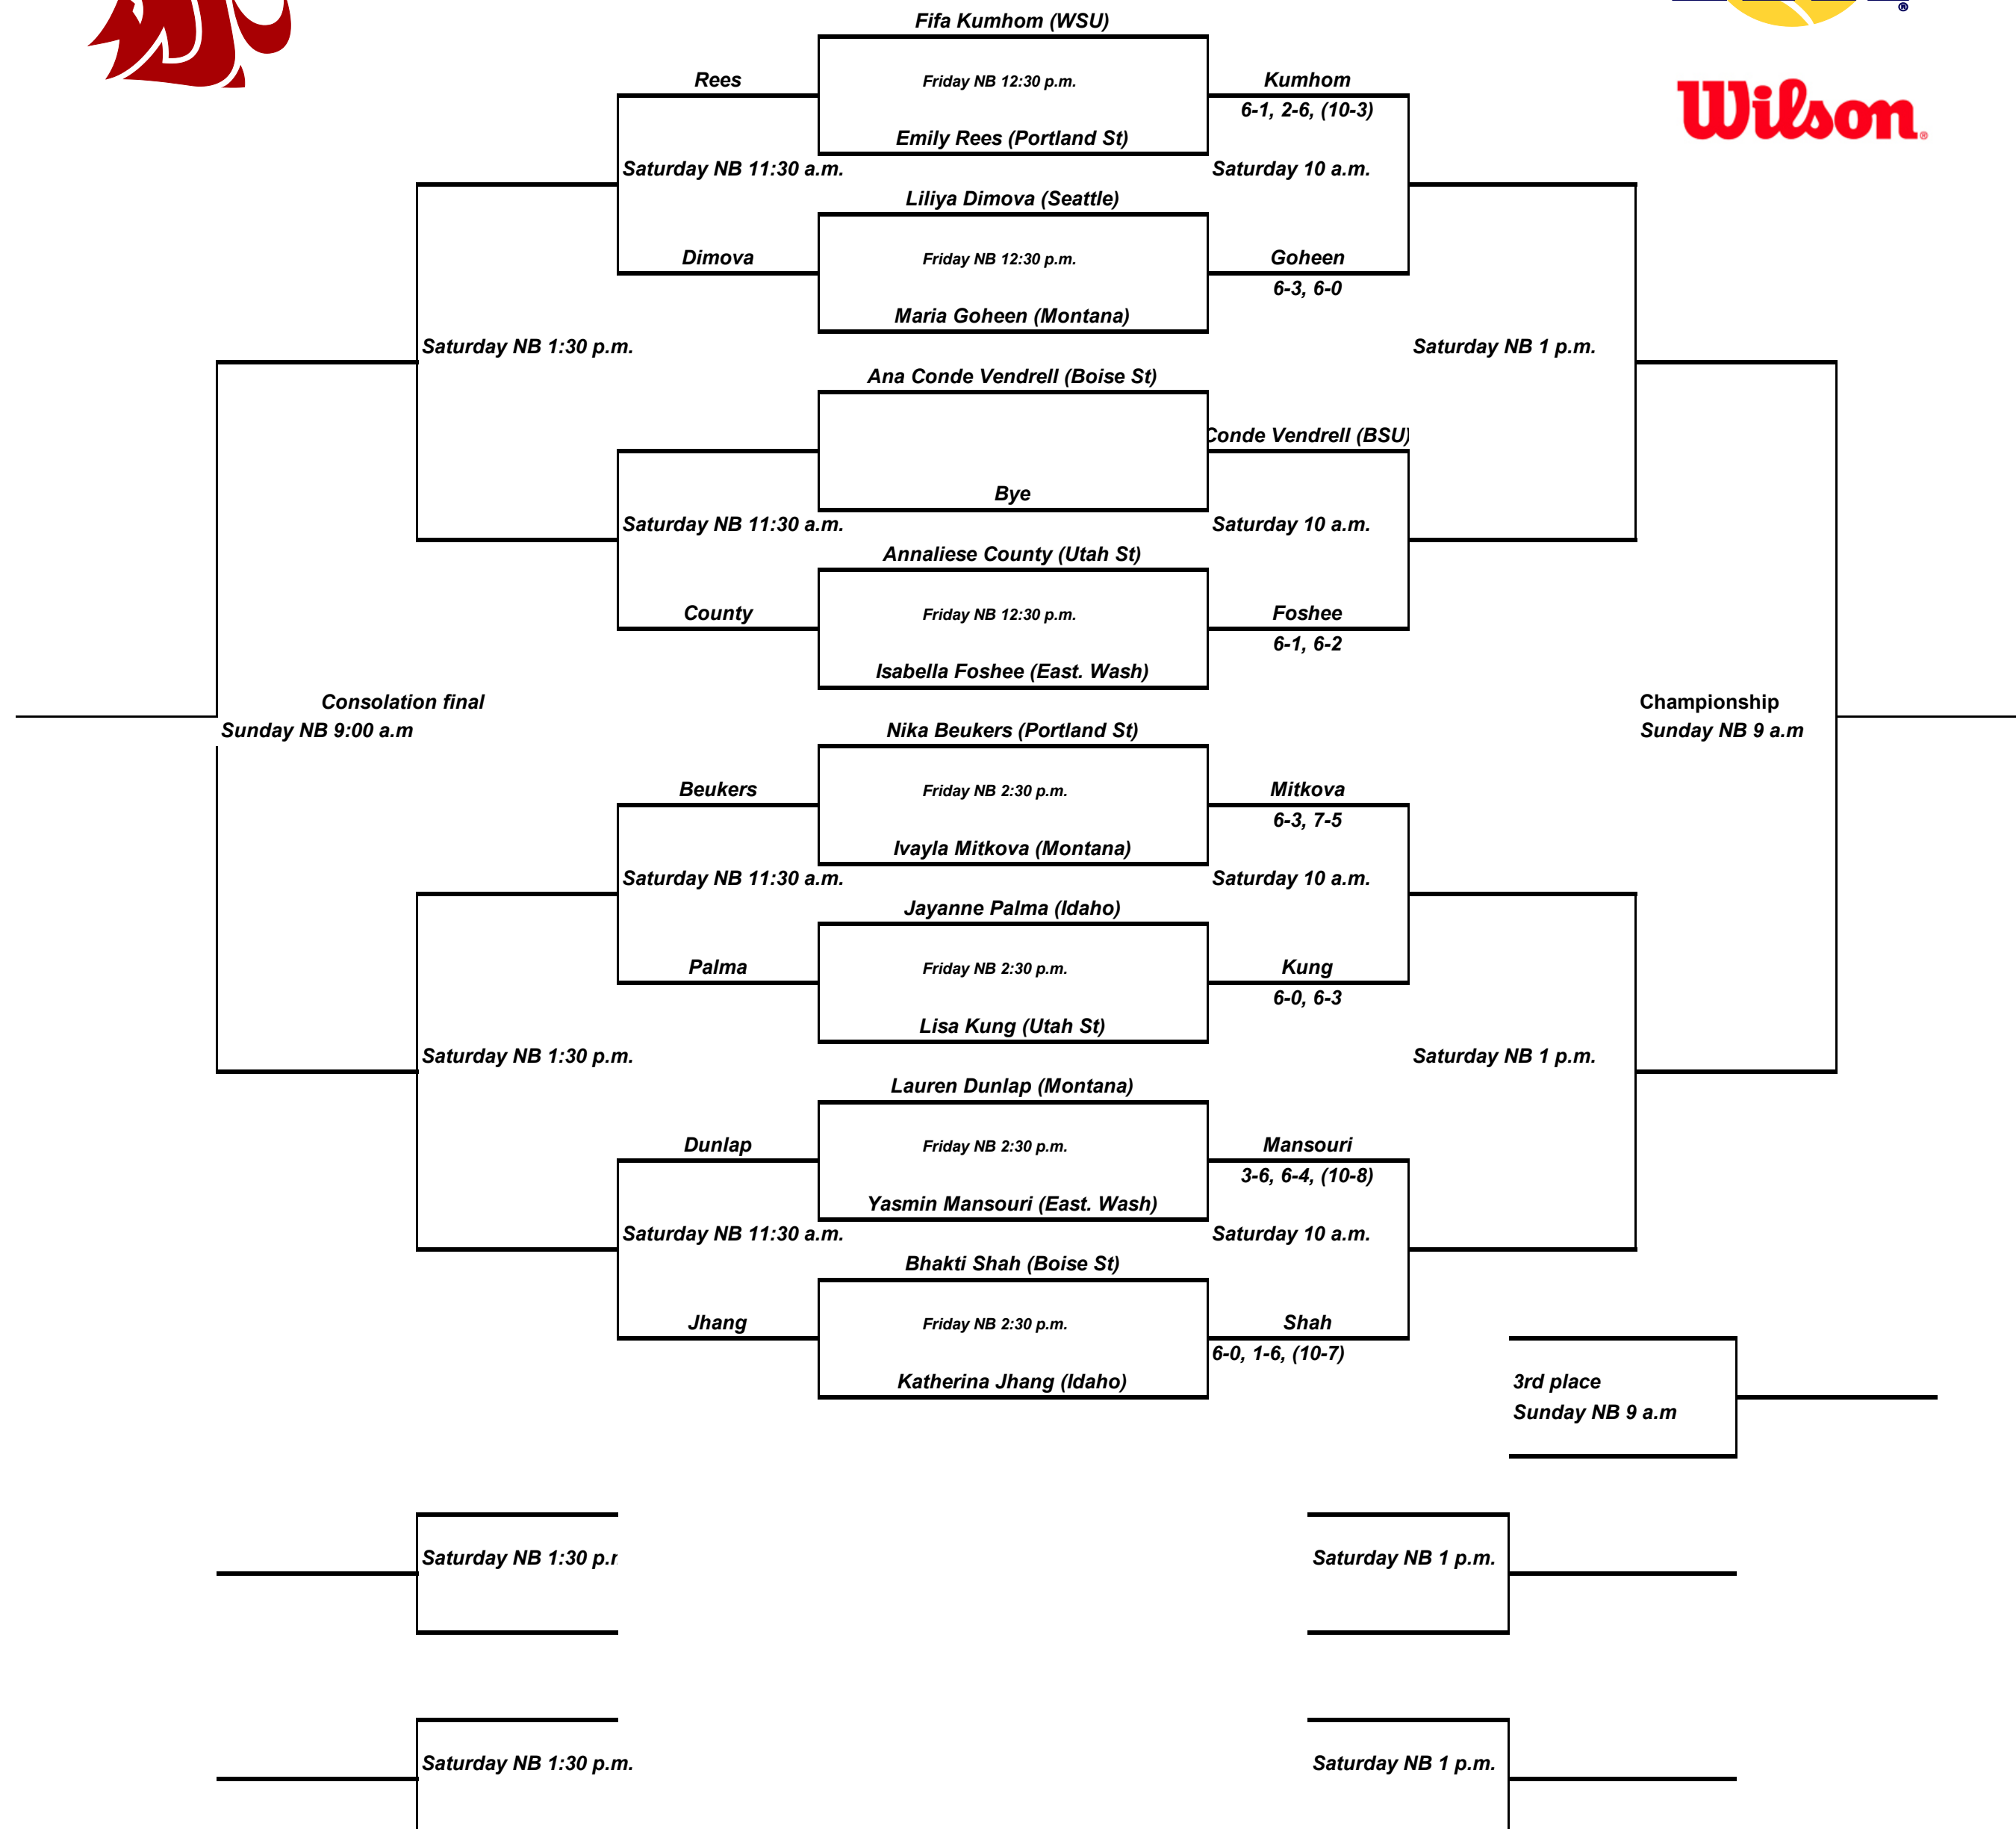 Fifa Kumhom (WSU)
Rees
Friday NB 12:30 p.m.
Kumhom
6-1, 2-6, (10-3)
Wilson
Emily Rees (Portland St)
Saturday NB 11:30 a.m.
Saturday 10 a.m.
Liliya Dimova (Seattle)
Dimova
Friday NB 12:30 p.m.
Goheen
6-3, 6-0
Maria Goheen (Montana)
Saturday NB 1:30 p.m.
Saturday NB 1 p.m.
Ana Conde Vendrell (Boise St)
Conde Vendrell (BSU)
Bye
Saturday NB 11:30 a.m.
Saturday 10 a.m.
Annaliese County (Utah St)
County
Friday NB 12:30 p.m.
Foshee
6-1, 6-2
Isabella Foshee (East. Wash)
Consolation final
Championship
Sunday NB 9:00 a.m
Nika Beukers (Portland St)
Sunday NB 9 a.m
Beukers
Friday NB 2:30 p.m.
Mitkova
6-3, 7-5
Ivayla Mitkova (Montana)
Saturday NB 11:30 a.m.
Saturday 10 a.m.
Jayanne Palma (Idaho)
Palma
Friday NB 2:30 p.m.
Kung
6-0, 6-3
Lisa Kung (Utah St)
Saturday NB 1:30 p.m.
Saturday NB 1 p.m.
Lauren Dunlap (Montana)
Dunlap
Friday NB 2:30 p.m.
Mansouri
3-6, 6-4, (10-8)
Yasmin Mansouri (East. Wash)
Saturday NB 11:30 a.m.
Saturday 10 a.m.
Bhakti Shah (Boise St)
Jhang
Friday NB 2:30 p.m.
Shah
6-0, 1-6, (10-7)
Katherina Jhang (Idaho)
3rd place
Sunday NB 9 a.m
Saturday NB 1:30 p.
Saturday NB 1 p.m.
Saturday NB 1:30 p.m.
Saturday NB 1 p.m.